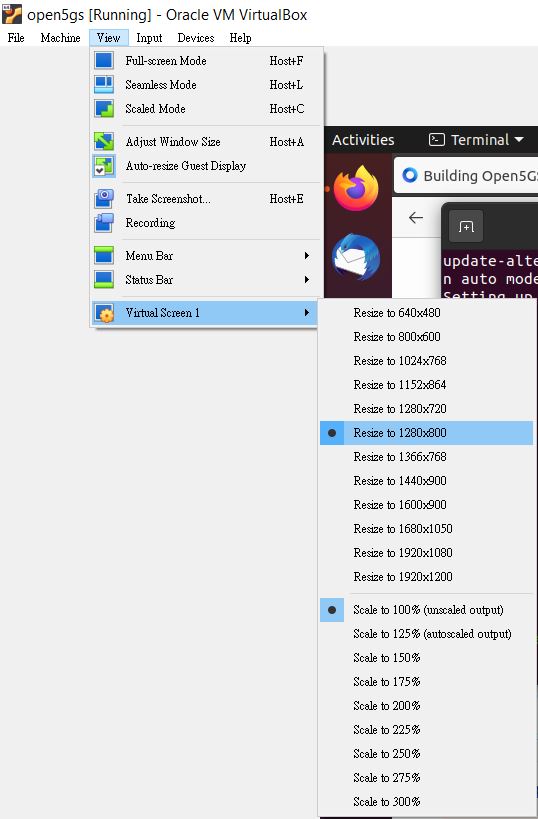 open5gs [Running] - Oracle VM VirtualBox
File Machine View Input Devices Help
Full-screen Mode Host+F
Seamless Mode Host+L
Scaled Mode Host+C
Adjust Window Size Host+A
Auto-resize Guest Display
Take Screenshot... Host+E
Recording
Menu Bar
Status Bar
Virtual Screen 1
Activities Terminal
Building Open5GS
update-alte
n auto mode
Setting up
Resize to 640x480
Resize to 800x600
Resize to 1024x768
Resize to 1152x864
Resize to 1280x720
Resize to 1280x800
Resize to 1366x768
Resize to 1440x900
Resize to 1600x900
Resize to 1680x1050
Resize to 1920x1080
Resize to 1920x1200
Scale to 100% (unscaled output)
Scale to 125% (autoscaled output)
Scale to 150%
Scale to 175%
Scale to 200%
Scale to 225%
Scale to 250%
Scale to 275%
Scale to 300%